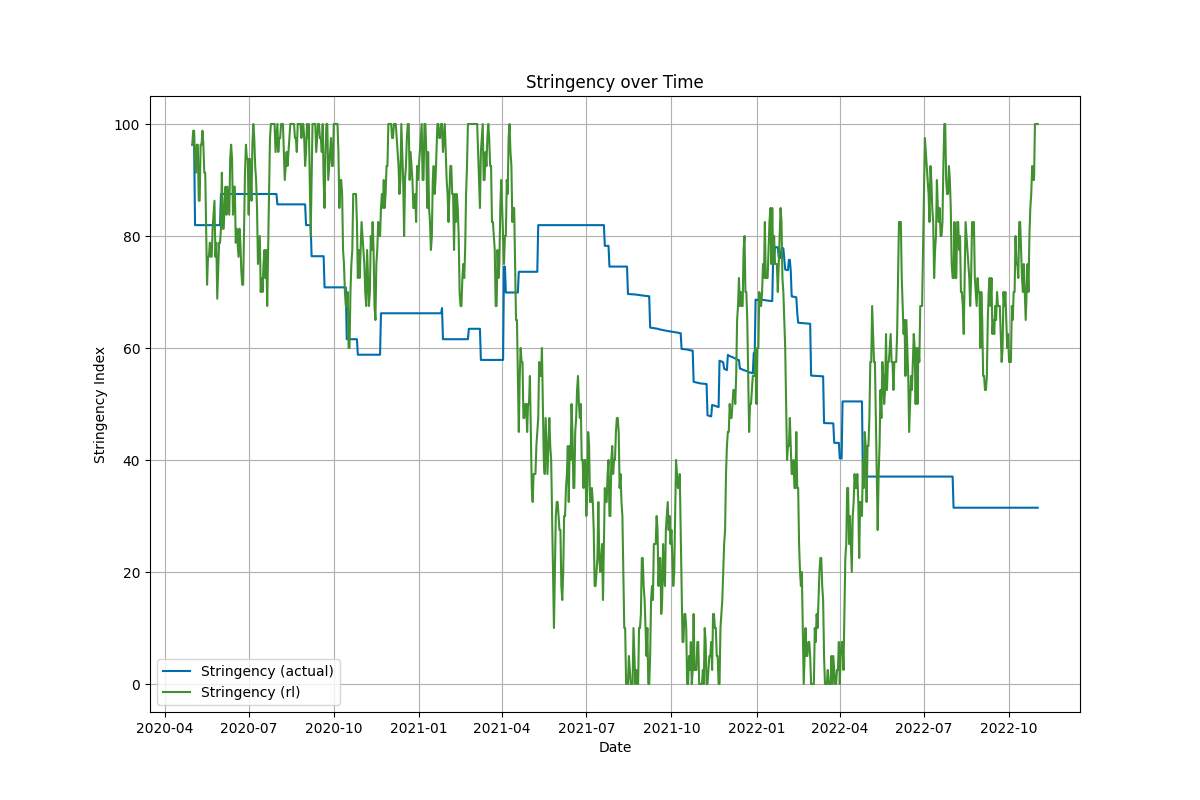 Stringency over Time
100
80
60
40
20
0
Stringency Index
Stringency (actual)
Stringency (rl)
2020-04 2020-07 2020-10 2021-01 2021-04 2021-07 2021-10 2022-01 2022-04 2022-07 2022-10
Date